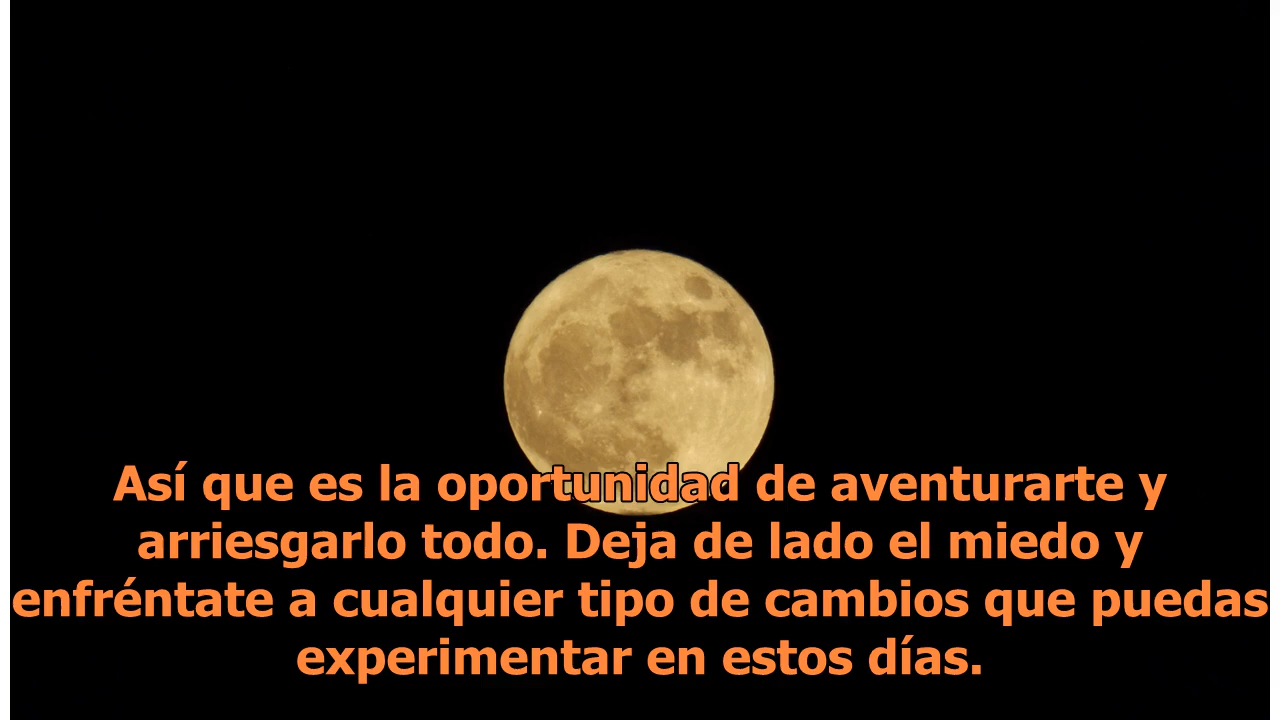 Así que es la oportunidad de aventurarte y
arriesgarlo todo. Deja de lado el miedo y
enfréntate a cualquier tipo de cambios que puedas
experimentar en estos días.